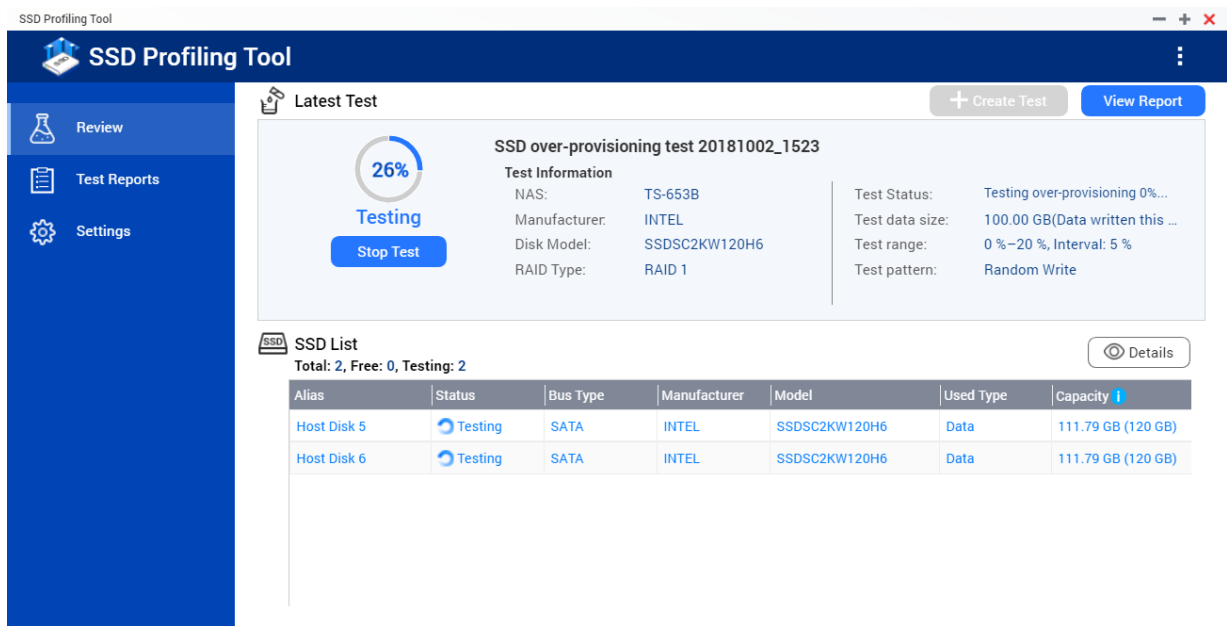 SSD Profiling Tool
SSD Profiling Tool
Review
Test Reports
Settings
Latest Test
Create Test
View Report
26%
Testing
Stop Test
SSD over-provisioning test 20181002_1523
Test Information
NAS: TS-653B
Manufacturer: INTEL
Disk Model: SSDSC2KW120H6
RAID Type: RAID 1
Test Status: Testing over-provisioning 0%...
Test data size: 100.00 GB(Data written this ...
Test range: 0 %–20 %, Interval: 5 %
Test pattern: Random Write
SSD
SSD List
Total: 2, Free: 0, Testing: 2
Details
Alias Status Bus Type Manufacturer Model Used Type Capacity i
Host Disk 5 Testing SATA INTEL SSDSC2KW120H6 Data 111.79 GB (120 GB)
Host Disk 6 Testing SATA INTEL SSDSC2KW120H6 Data 111.79 GB (120 GB)